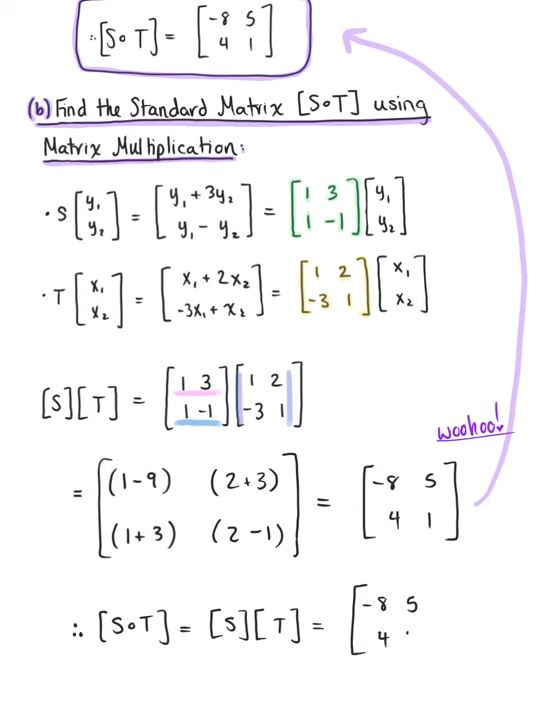 ∴ [S∘T] = [-8 5; 4 1]
(b) Find the Standard Matrix [S∘T] using
Matrix Multiplication:
· S [y₁; y₂] = [y₁ + 3y₂; y₁ - y₂] = [1 3; 1 -1] [y₁; y₂]
· T [x₁; x₂] = [x₁ + 2x₂; -3x₁ + x₂] = [1 2; -3 1] [x₁; x₂]
[S][T] = [1 3; 1 -1] [1 2; -3 1]
woohoo!
= [(1-9) (2+3); (1+3) (2-1)] = [-8 5; 4 1]
∴ [S∘T] = [S][T] = [-8 5; 4